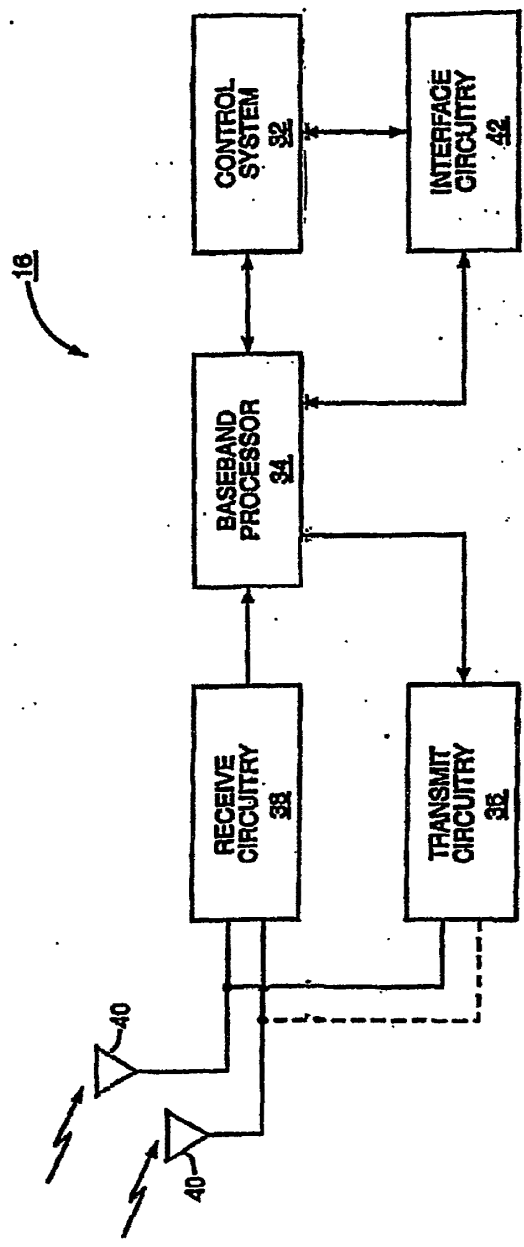 16
CONTROL
SYSTEM
32
INTERFACE
CIRCUITRY
42
BASEBAND
PROCESSOR
34
RECEIVE
CIRCUITRY
38
TRANSMIT
CIRCUITRY
36
40
40